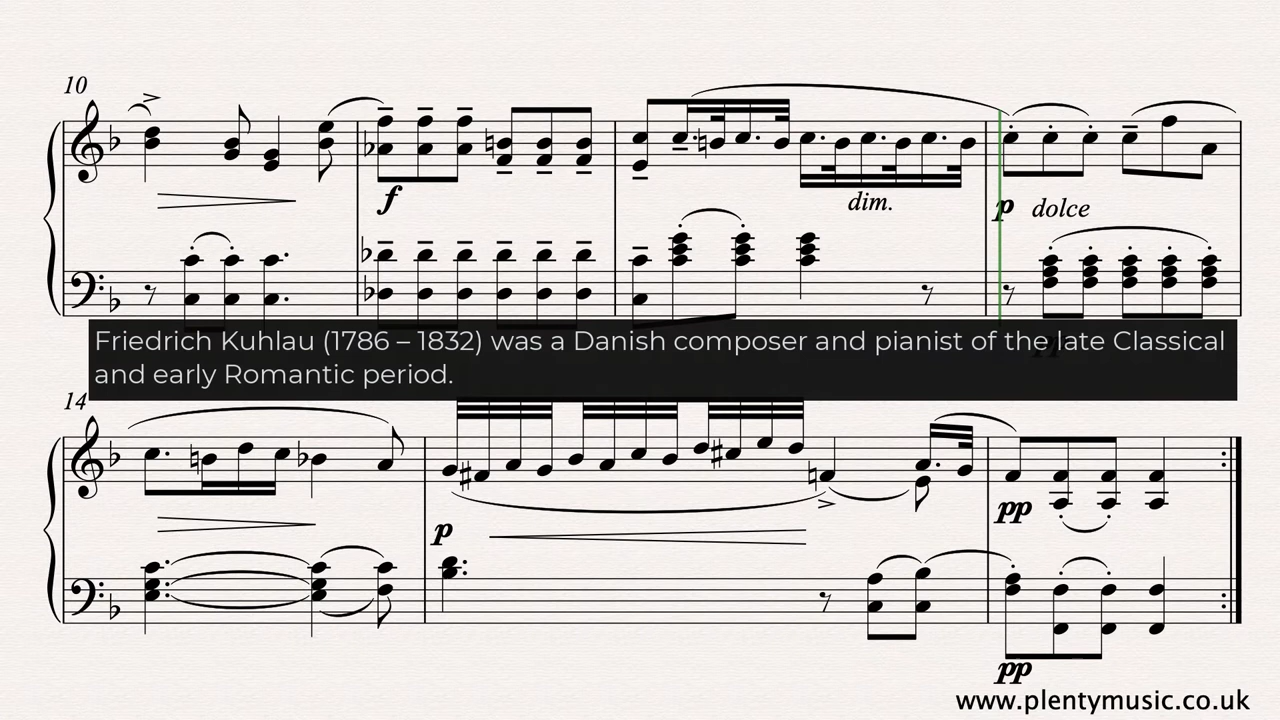 10
f
dim.
p dolce
Friedrich Kuhlau (1786 – 1832) was a Danish composer and pianist of the late Classical
and early Romantic period.
14
p
pp
pp
www.plentymusic.co.uk